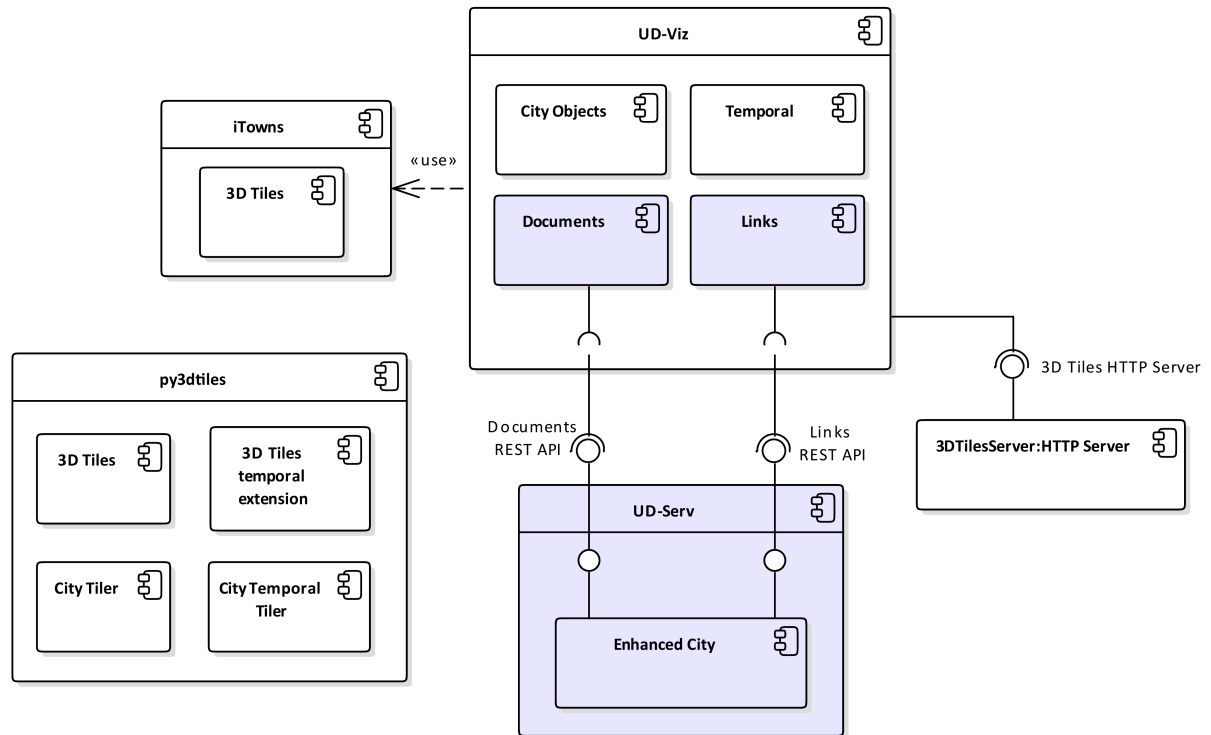 UD-Viz
City Objects
Temporal
iTowns
«use»
3D Tiles
Documents
Links
3D Tiles HTTP Server
py3dtiles
Documents
REST API
Links
REST API
3DTilesServer:HTTP Server
3D Tiles
3D Tiles
temporal
extension
UD-Serv
City Tiler
City Temporal
Tiler
Enhanced City